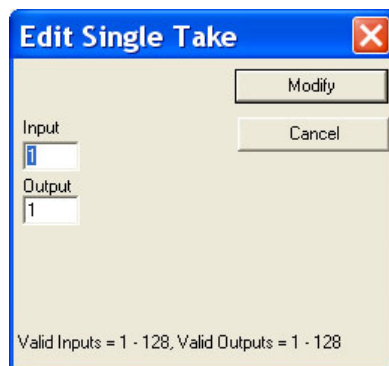 Edit Single Take
Modify
Input
Cancel
1
Output
1
Valid Inputs = 1 - 128, Valid Outputs = 1 - 128